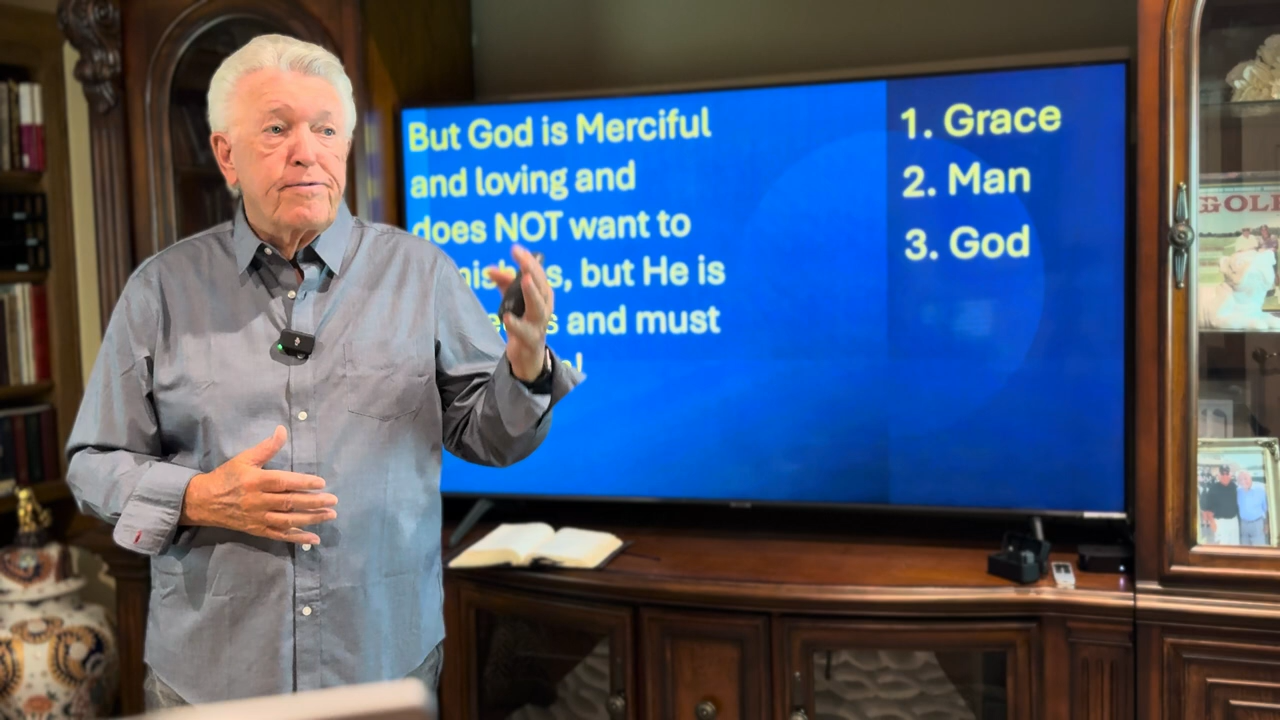 But God is Merciful
and loving and
does NOT want to
but He is
and must
1. Grace
2. Man
3. God
GOLF